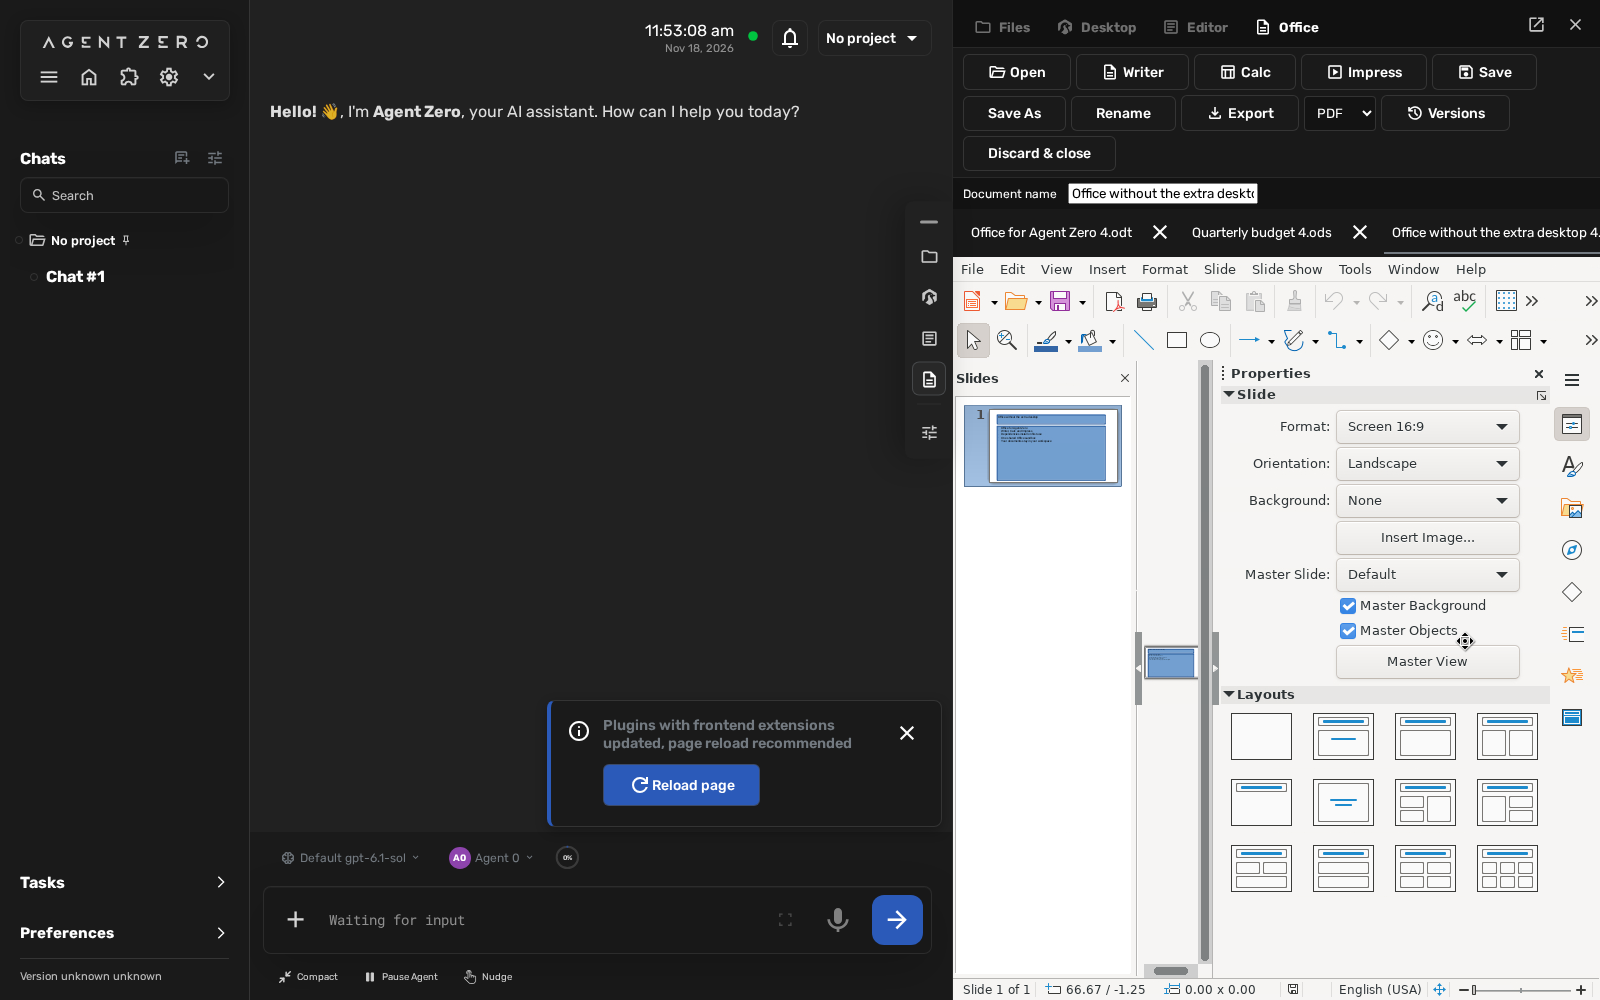 AGENT ZERO
Chats
Search
No project
Chat #1
Tasks
Preferences
Version unknown unknown
11:53:08 am
Nov 18, 2026
No project
Hello! 👋, I'm Agent Zero, your AI assistant. How can I help you today?
Plugins with frontend extensions
updated, page reload recommended
Reload page
Default gpt-6.1-sol
A0 Agent 0
0%
Waiting for input
Compact
Pause Agent
Nudge
Files
Desktop
Editor
Office
Open
Writer
Calc
Impress
Save
Save As
Rename
Export
PDF
Versions
Discard & close
Document name
Office without the extra deskto
Office for Agent Zero 4.odt
Quarterly budget 4.ods
Office without the extra desktop 4.
File Edit View Insert Format Slide Slide Show Tools Window Help
abc
Slides
1
Properties
Slide
Format: Screen 16:9
Orientation: Landscape
Background: None
Insert Image...
Master Slide: Default
Master Background
Master Objects
Master View
Layouts
Slide 1 of 1
66.67 / -1.25
0.00 x 0.00
English (USA)